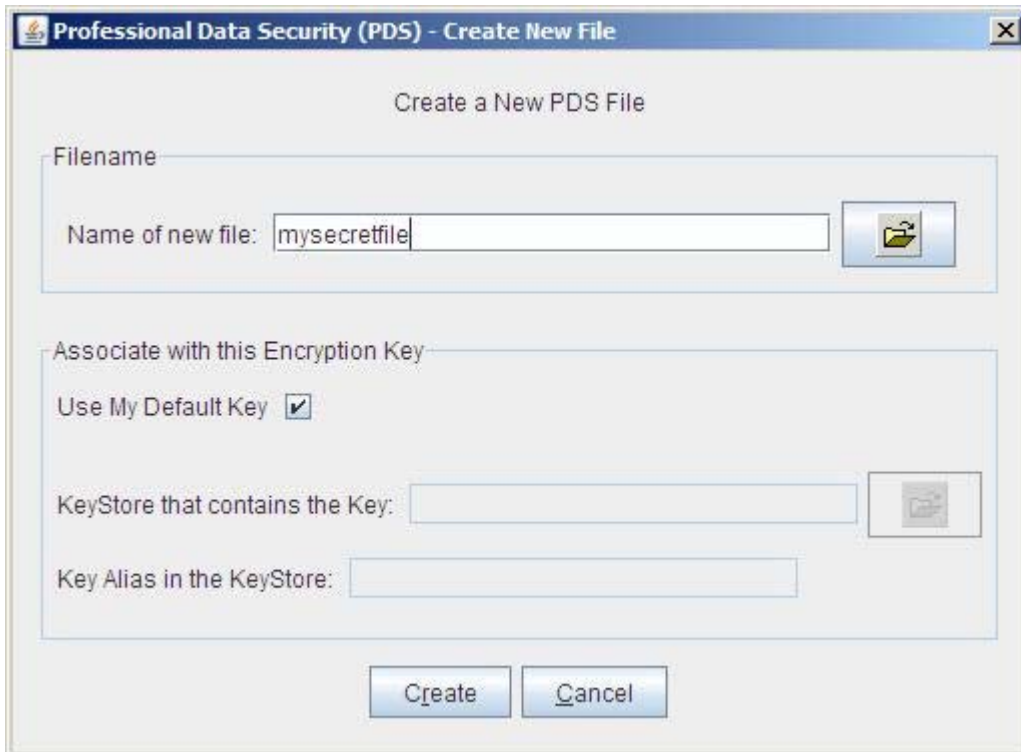 Professional Data Security (PDS) - Create New File
Create a New PDS File
Filename
Name of new file: mysecretfile
Associate with this Encryption Key
Use My Default Key
KeyStore that contains the Key:
Key Alias in the KeyStore:
Create Cancel